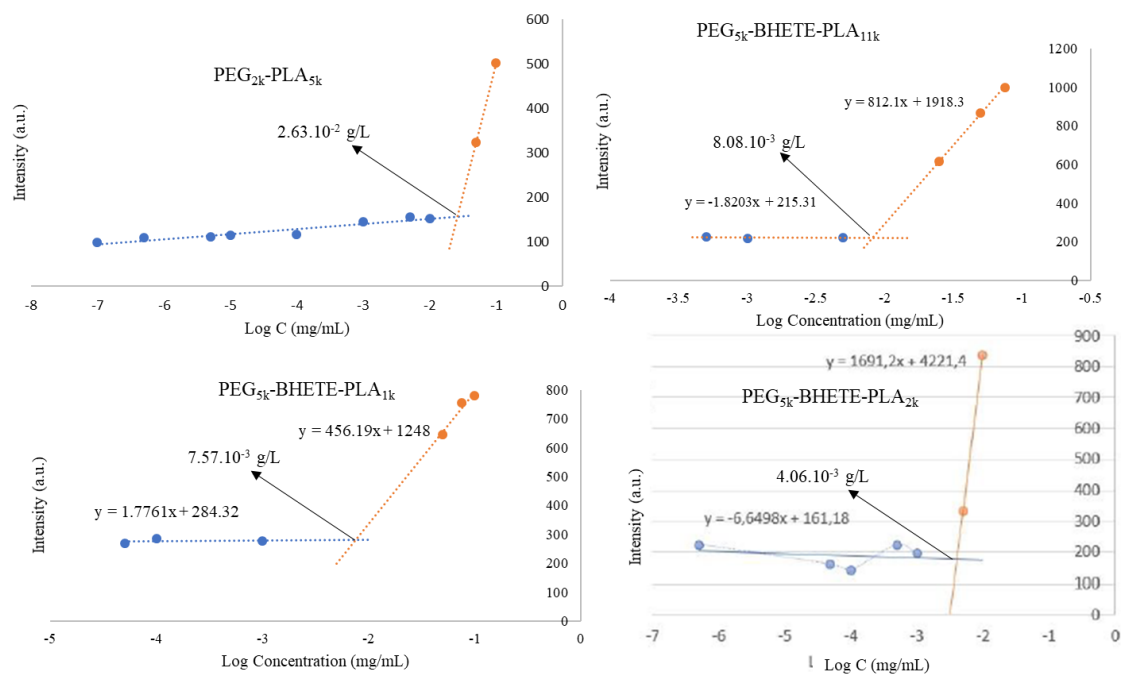 PEG2k-PLA5k
2.63.10-2 g/L
Intensity (a.u.)
600
500
400
300
200
100
0
-8 -7 -6 -5 -4 -3 -2 -1 0
Log C (mg/mL)
PEG5k-BHETE-PLA11k
y = 812.1x + 1918.3
8.08.10-3 g/L
y = -1.8203x + 215.31
Intensity (a.u.)
1200
1000
800
600
400
200
0
-4 -3.5 -3 -2.5 -2 -1.5 -1 -0.5
Log Concentration (mg/mL)
PEG5k-BHETE-PLA1k
y = 456.19x + 1248
7.57.10-3 g/L
y = 1.7761x + 284.32
Intensity (a.u.)
800
700
600
500
400
300
200
100
0
-5 -4 -3 -2 -1 0
Log Concentration (mg/mL)
y = 1691,2x + 4221,4
PEG5k-BHETE-PLA2k
4.06.10-3 g/L
y = -6,6498x + 161,18
Intensity (a.u.)
900
800
700
600
500
400
300
200
100
0
-7 -6 -5 -4 -3 -2 -1 0
Log C (mg/mL)